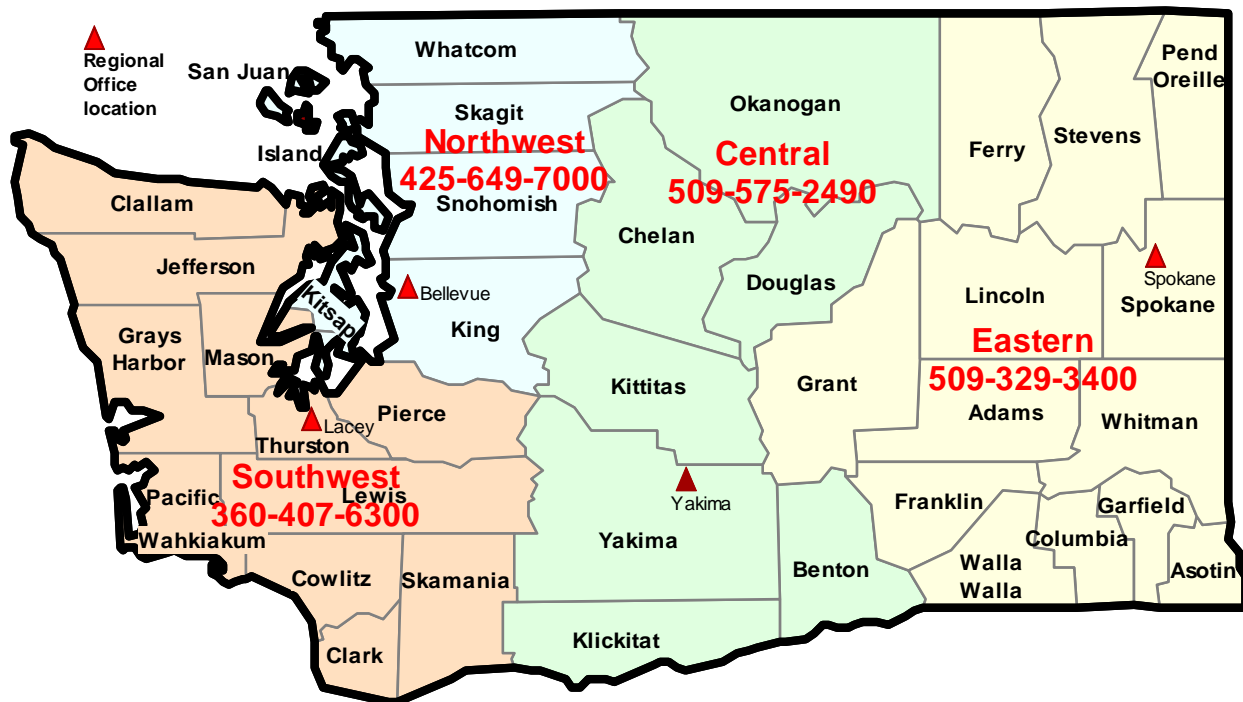 Regional
Office
location
San Juan
Island
Whatcom
Skagit
Northwest
425-649-7000
Snohomish
Bellevue
King
Kitsap
Okanogan
Central
509-575-2490
Chelan
Douglas
Kittitas
Yakima
Yakima
Benton
Klickitat
Pend
Oreille
Stevens
Ferry
Spokane
Spokane
Lincoln
Eastern
509-329-3400
Grant
Adams
Whitman
Franklin
Garfield
Columbia
Walla
Walla
Asotin
Clallam
Jefferson
Grays
Harbor
Mason
Pierce
Lacey
Thurston
Southwest
Lewis
360-407-6300
Pacific
Wahkiakum
Cowlitz
Skamania
Clark